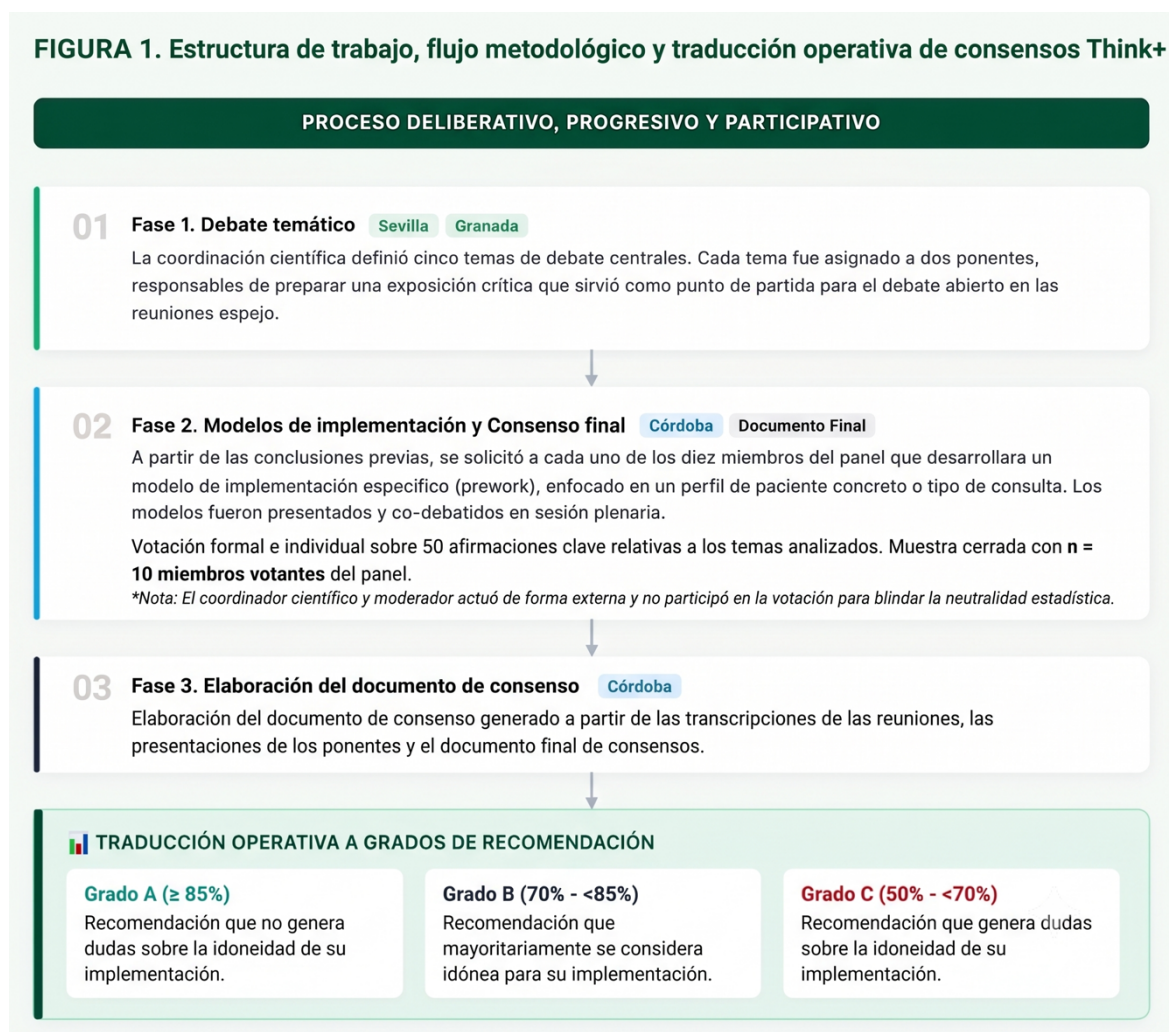 FIGURA 1. Estructura de trabajo, flujo metodológico y traducción operativa de consensos Think+
PROCESO DELIBERATIVO, PROGRESIVO Y PARTICIPATIVO
01
Fase 1. Debate temático Sevilla Granada
La coordinación científica definió cinco temas de debate centrales. Cada tema fue asignado a dos ponentes,
responsables de preparar una exposición crítica que sirvió como punto de partida para el debate abierto en las
reuniones espejo.
02
Fase 2. Modelos de implementación y Consenso final Córdoba Documento Final
A partir de las conclusiones previas, se solicitó a cada uno de los diez miembros del panel que desarrollara un
modelo de implementación especifico (prework), enfocado en un perfil de paciente concreto o tipo de consulta. Los
modelos fueron presentados y co-debatidos en sesión plenaria.
Votación formal e individual sobre 50 afirmaciones clave relativas a los temas analizados. Muestra cerrada con n =
10 miembros votantes del panel.
*Nota: El coordinador científico y moderador actuó de forma externa y no participó en la votación para blindar la neutralidad estadística.
03
Fase 3. Elaboración del documento de consenso Córdoba
Elaboración del documento de consenso generado a partir de las transcripciones de las reuniones, las
presentaciones de los ponentes y el documento final de consensos.
TRADUCCIÓN OPERATIVA A GRADOS DE RECOMENDACIÓN
Grado A (≥ 85%)
Recomendación que no genera
dudas sobre la idoneidad de su
implementación.
Grado B (70% - <85%)
Recomendación que
mayoritariamente se considera
idónea para su implementación.
Grado C (50% - <70%)
Recomendación que genera dudas
sobre la idoneidad de su
implementación.